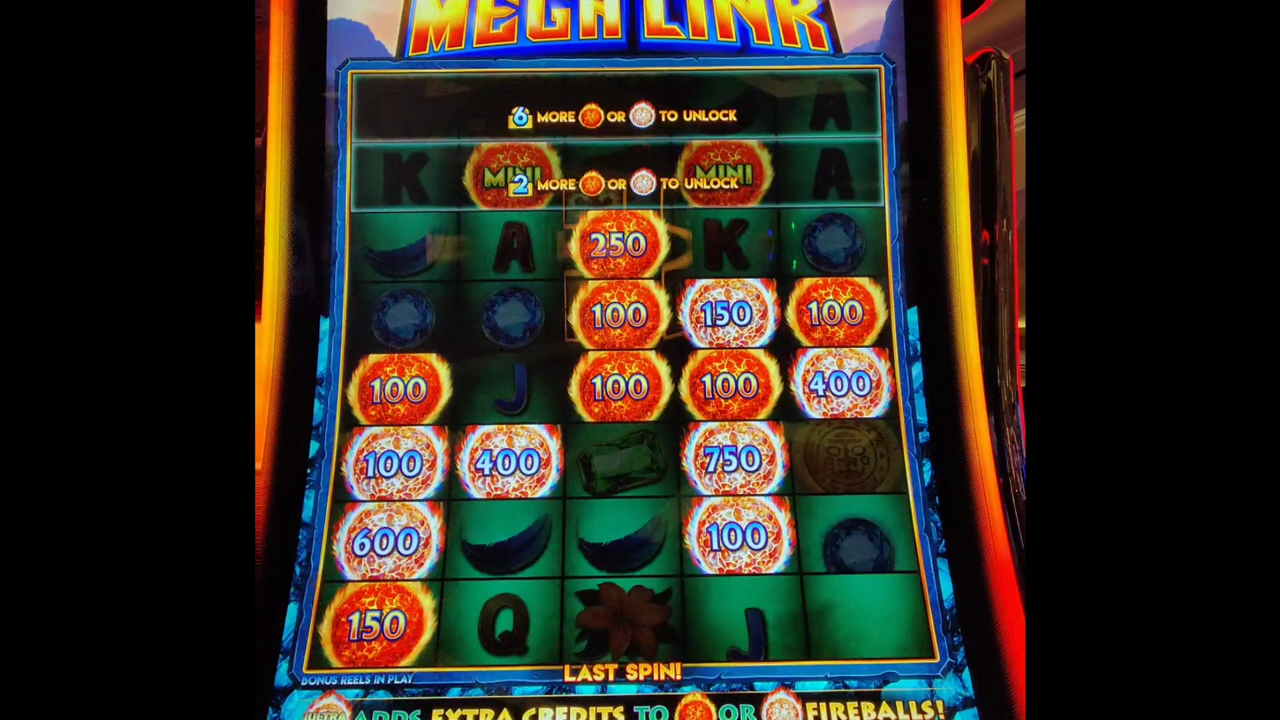 MEGA LINK
A
6 MORE OR TO UNLOCK
K MINI MINI A
2 MORE OR TO UNLOCK
A 250 K
100 150 100
100 J 100 100 400
100 400 750
600 100
150 Q J
LAST SPIN!
BONUS REELS IN PLAY
ULTRA ADDS EXTRA CREDITS TO OR FIREBALLS!